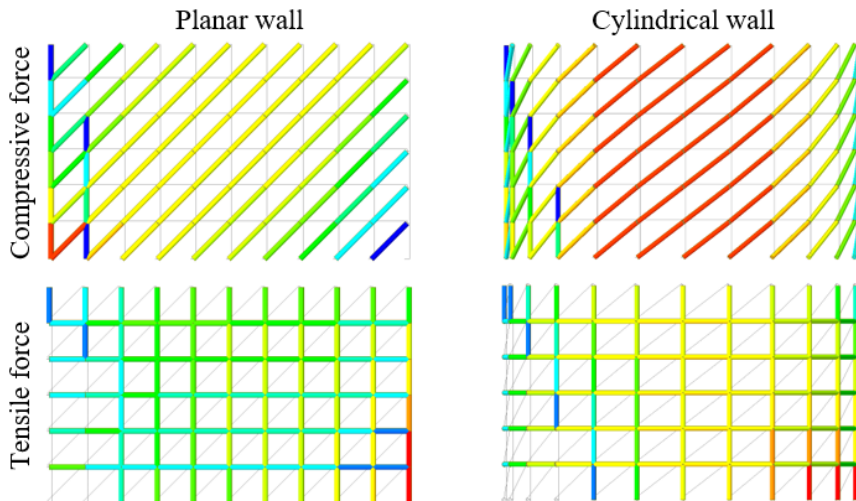 Planar wall
Cylindrical wall
Compressive force
Tensile force